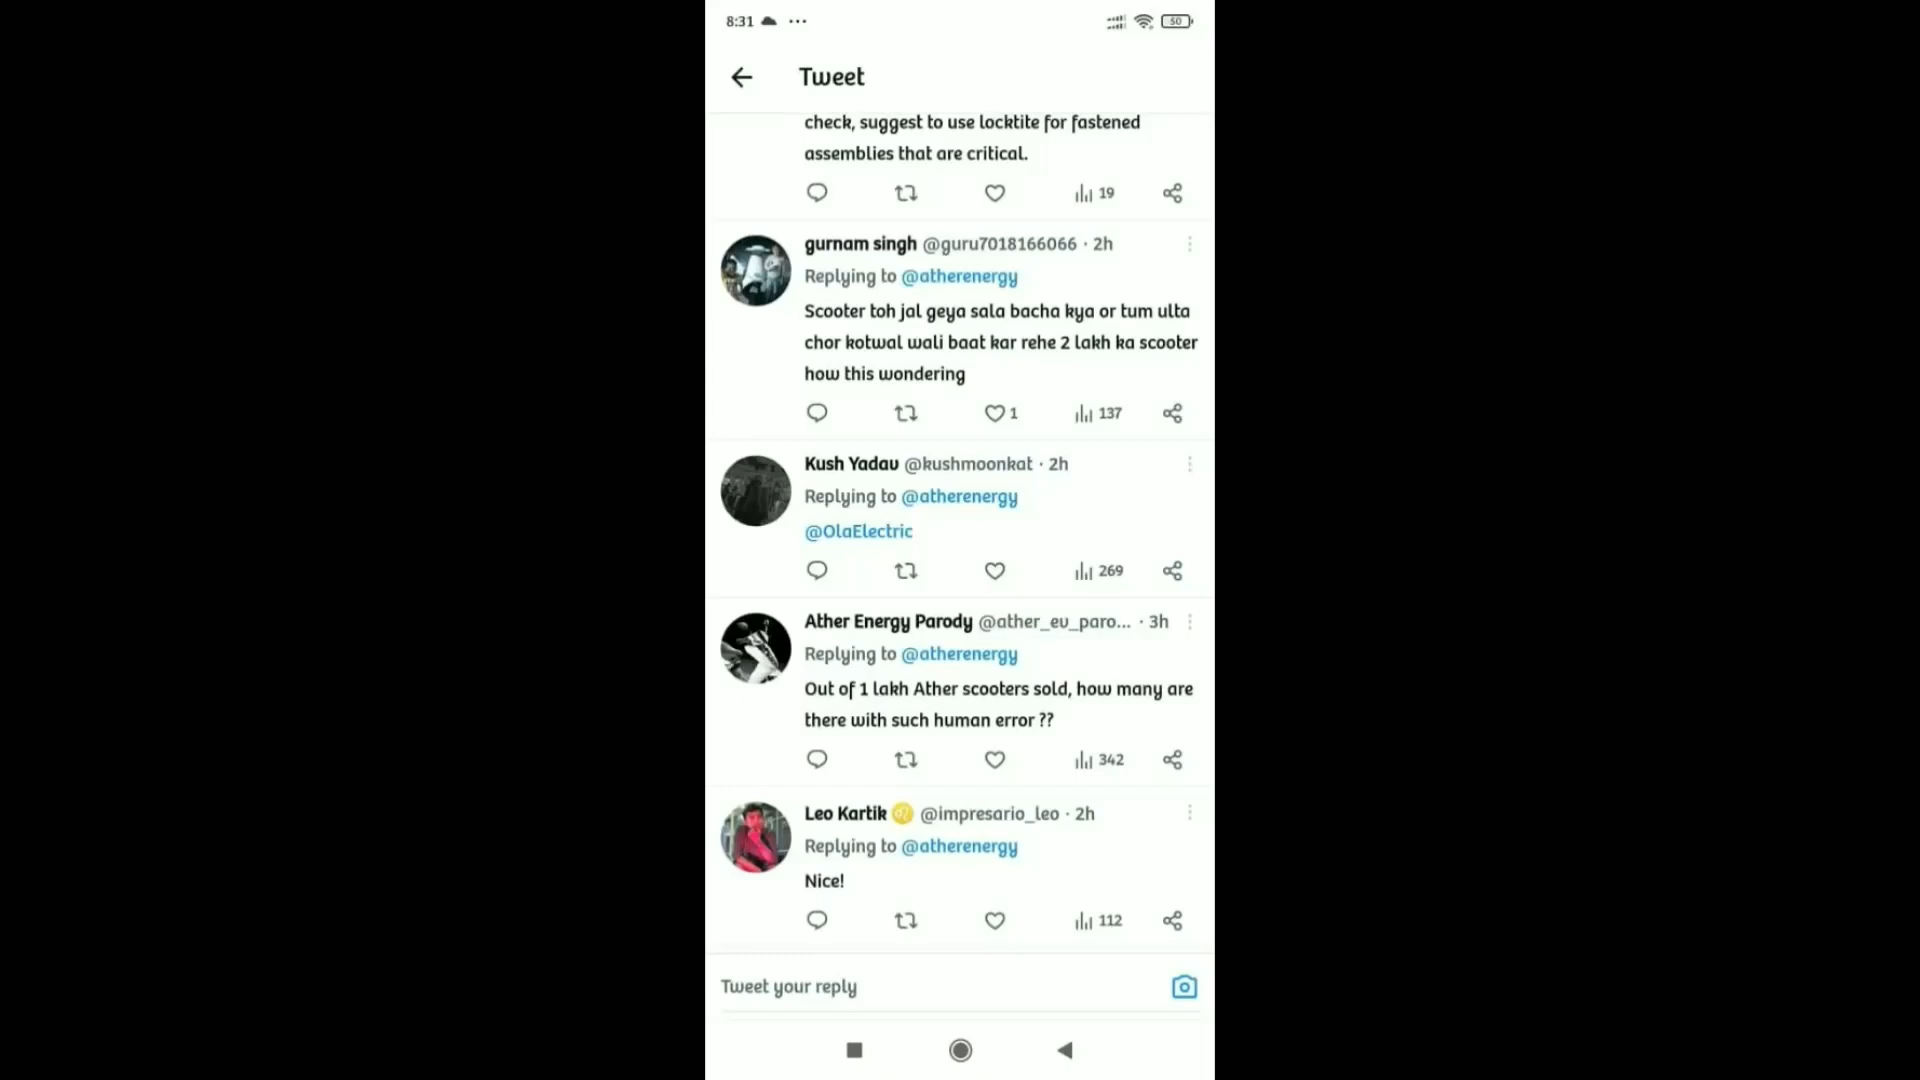 8:31
50
Tweet
check, suggest to use locktite for fastened
assemblies that are critical.
19
gurnam singh @guru7018166066 · 2h
Replying to @atherenergy
Scooter toh jal geya sala bacha kya or tum ulta
chor kotwal wali baat kar rehe 2 lakh ka scooter
how this wondering
1 137
Kush Yadav @kushmoonkat · 2h
Replying to @atherenergy
@OlaElectric
269
Ather Energy Parody @ather_ev_paro... · 3h
Replying to @atherenergy
Out of 1 lakh Ather scooters sold, how many are
there with such human error ??
342
Leo Kartik ♌ @impresario_leo · 2h
Replying to @atherenergy
Nice!
112
Tweet your reply